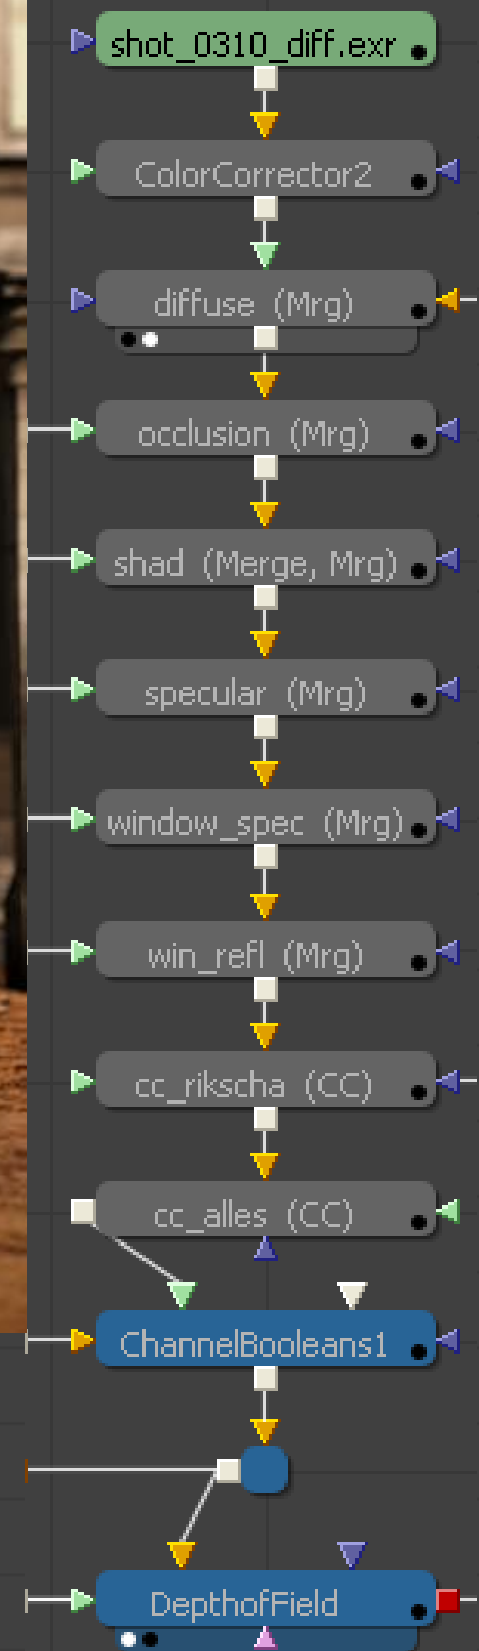 shot_0310_diff.exr
ColorCorrector2
diffuse (Mrg)
occlusion (Mrg)
shad (Merge, Mrg)
specular (Mrg)
window_spec (Mrg)
win_refl (Mrg)
cc_rikscha (CC)
cc_alles (CC)
ChannelBooleans1
DepthofField